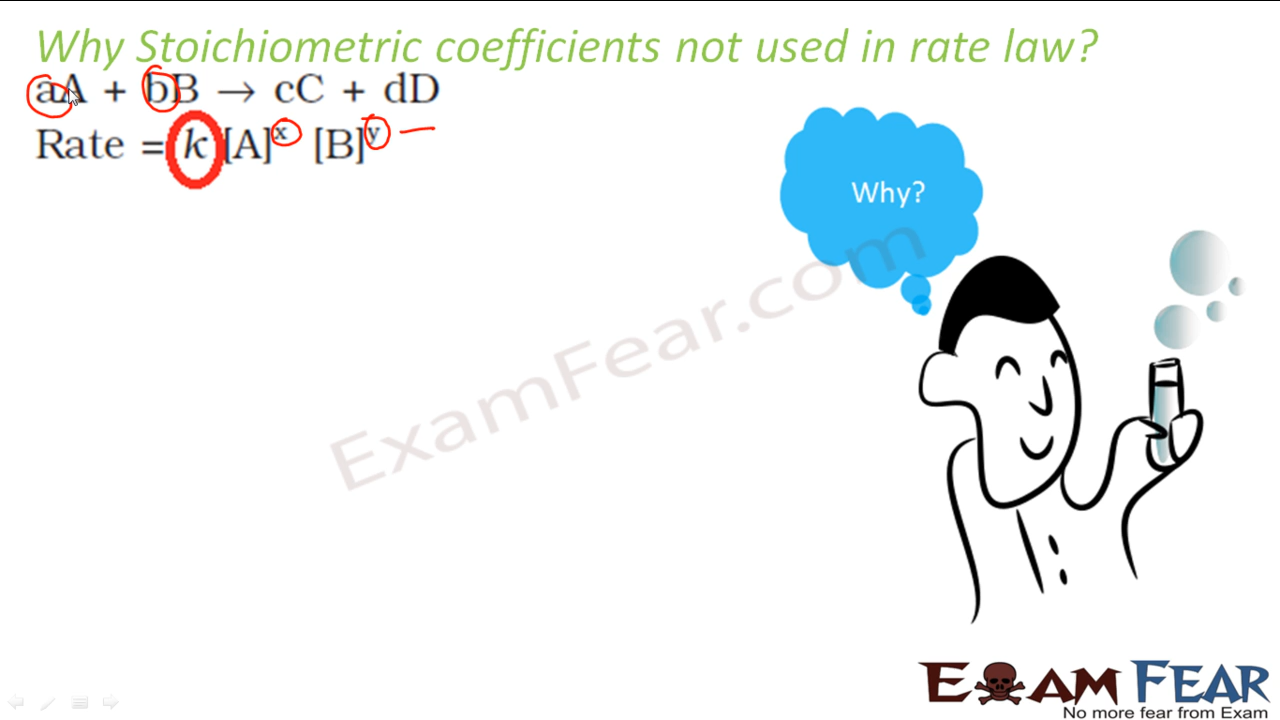 Why Stoichiometric coefficients not used in rate law?
aA + bB → cC + dD
Rate = k [A]ˣ [B]ʸ
Why?
ExamFear.com
EXAM FEAR
No more fear from Exam